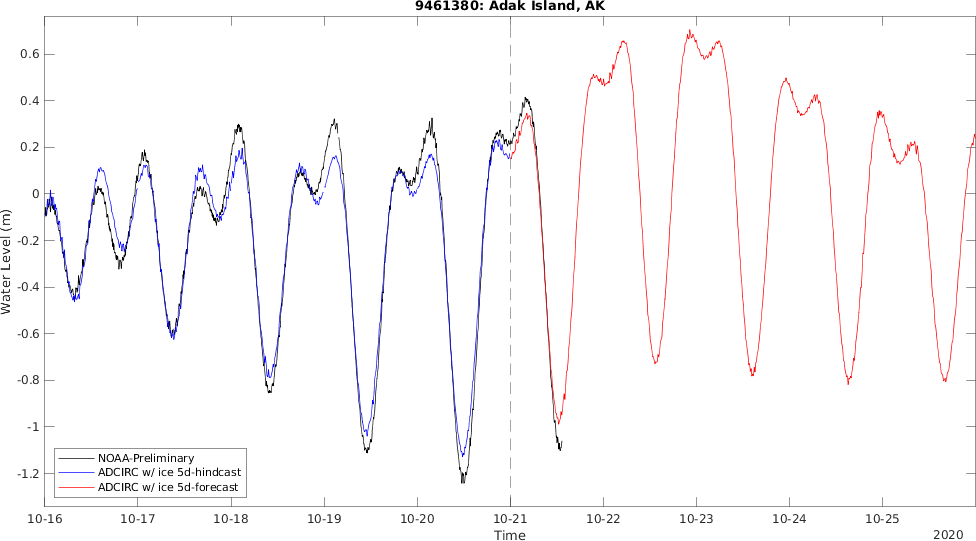 9461380: Adak Island, AK
0.6
0.4
0.2
0
-0.2
-0.4
-0.6
-0.8
-1
-1.2
Water Level (m)
NOAA-Preliminary
ADCIRC w/ ice 5d-hindcast
ADCIRC w/ ice 5d-forecast
10-16 10-17 10-18 10-19 10-20 10-21 10-22 10-23 10-24 10-25
Time
2020